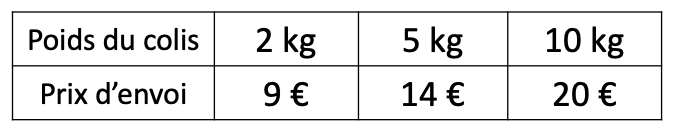 Poids du colis 2 kg 5 kg 10 kg
Prix d’envoi 9 € 14 € 20 €